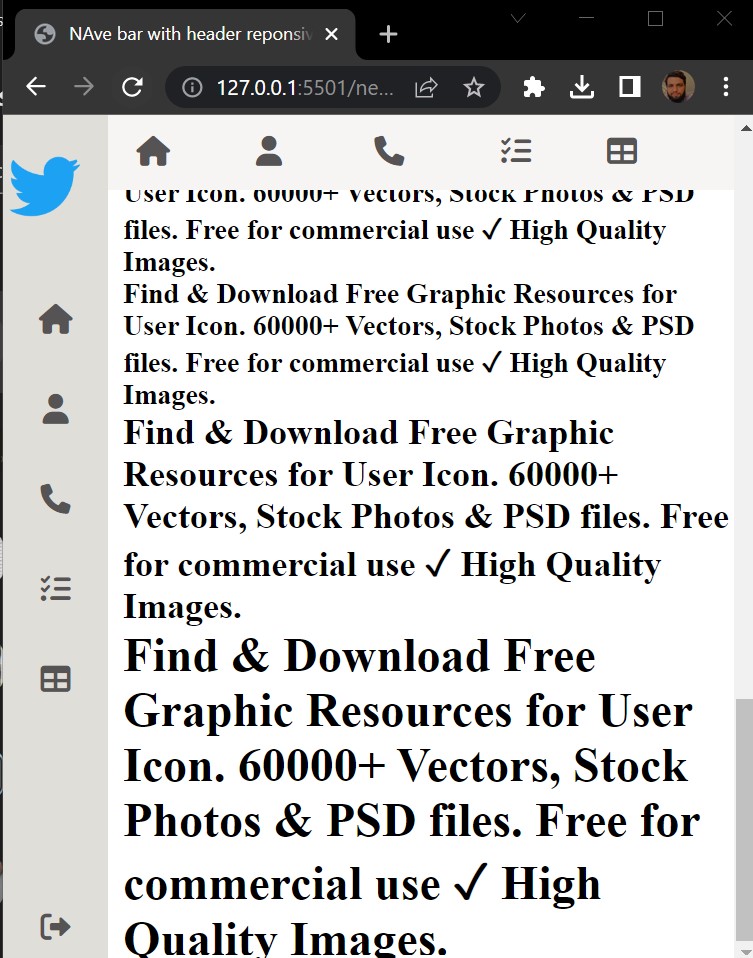 NAve bar with header reponsiv
127.0.0.1:5501/ne...
User Icon. 60000+ Vectors, Stock Photos & PSD
files. Free for commercial use ✓ High Quality
Images.
Find & Download Free Graphic Resources for
User Icon. 60000+ Vectors, Stock Photos & PSD
files. Free for commercial use ✓ High Quality
Images.
Find & Download Free Graphic
Resources for User Icon. 60000+
Vectors, Stock Photos & PSD files. Free
for commercial use ✓ High Quality
Images.
Find & Download Free
Graphic Resources for User
Icon. 60000+ Vectors, Stock
Photos & PSD files. Free for
commercial use ✓ High
Quality Images.